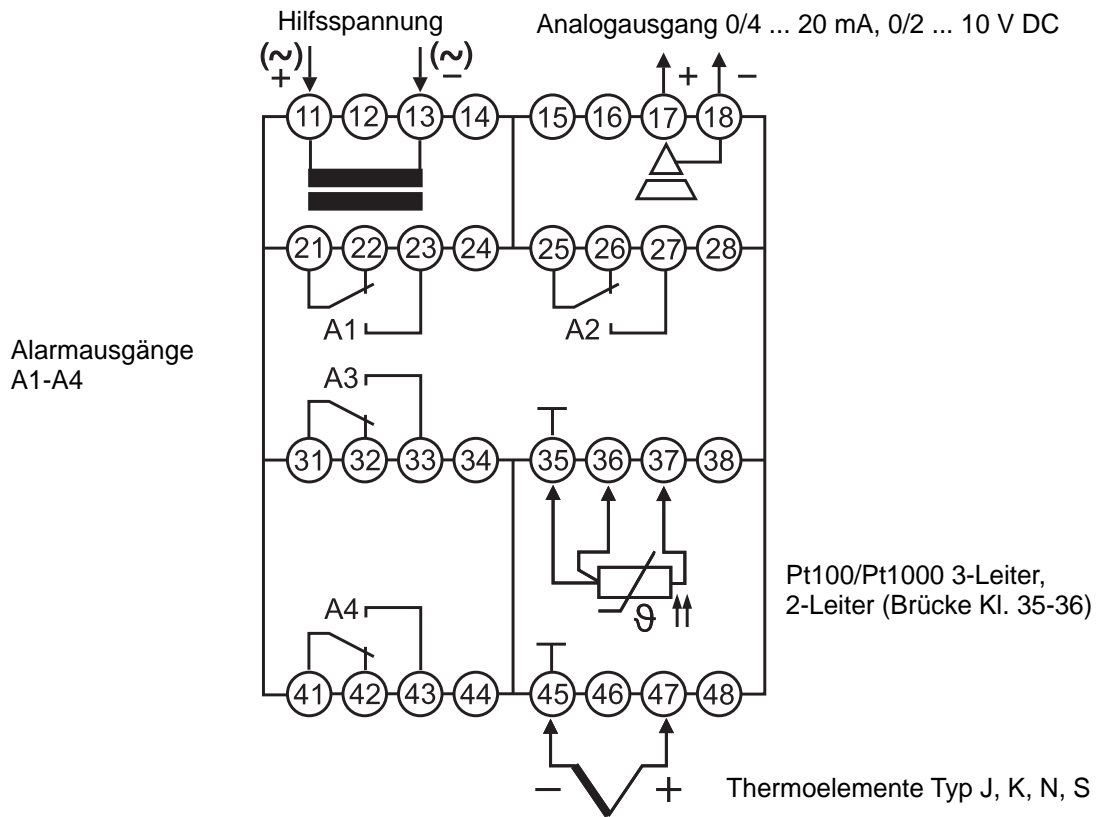 Hilfsspannung
Analogausgang 0/4 ... 20 mA, 0/2 ... 10 V DC
(~) (~)
+ − + −
11 12 13 14 15 16 17 18
21 22 23 24 25 26 27 28
A1 A2
Alarmausgänge
A1-A4
A3
31 32 33 34 35 36 37 38
Pt100/Pt1000 3-Leiter,
2-Leiter (Brücke Kl. 35-36)
A4 ϑ
41 42 43 44 45 46 47 48
− +
Thermoelemente Typ J, K, N, S